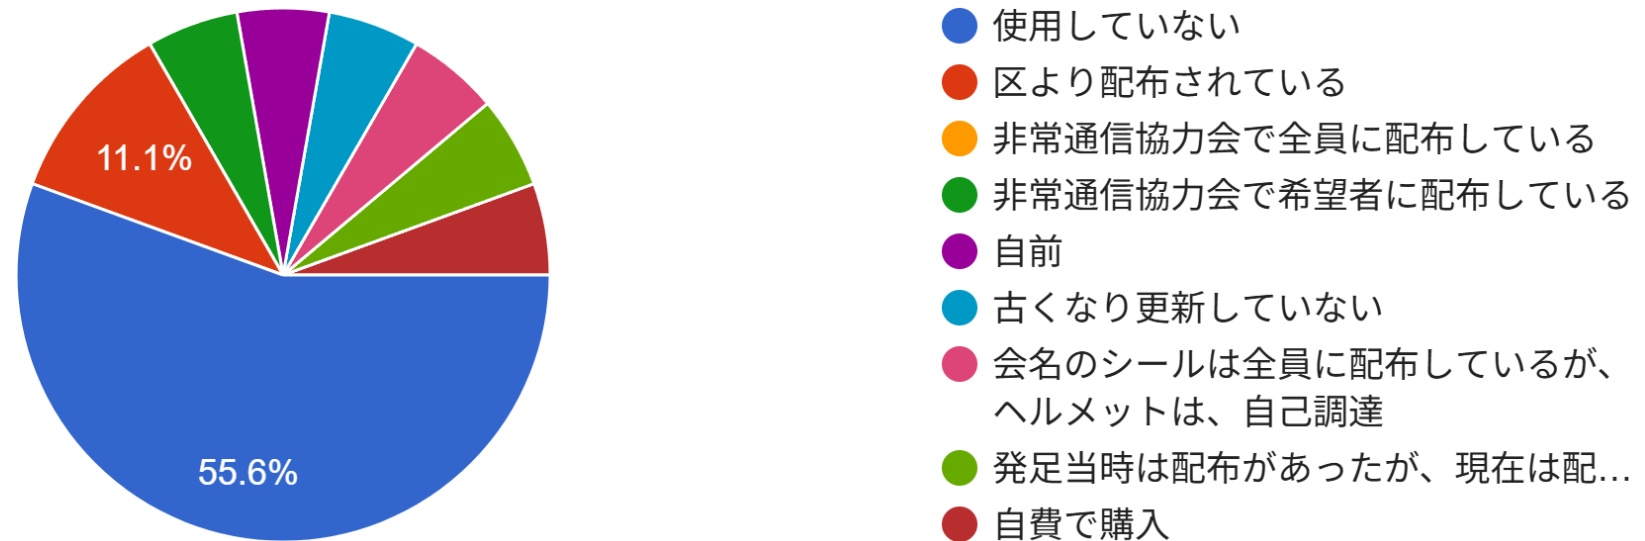 11.1%
55.6%
使用していない
区より配布されている
非常通信協力会で全員に配布している
非常通信協力会で希望者に配布している
自前
古くなり更新していない
会名のシールは全員に配布しているが、
ヘルメットは、自己調達
発足当時は配布があったが、現在は配…
自費で購入